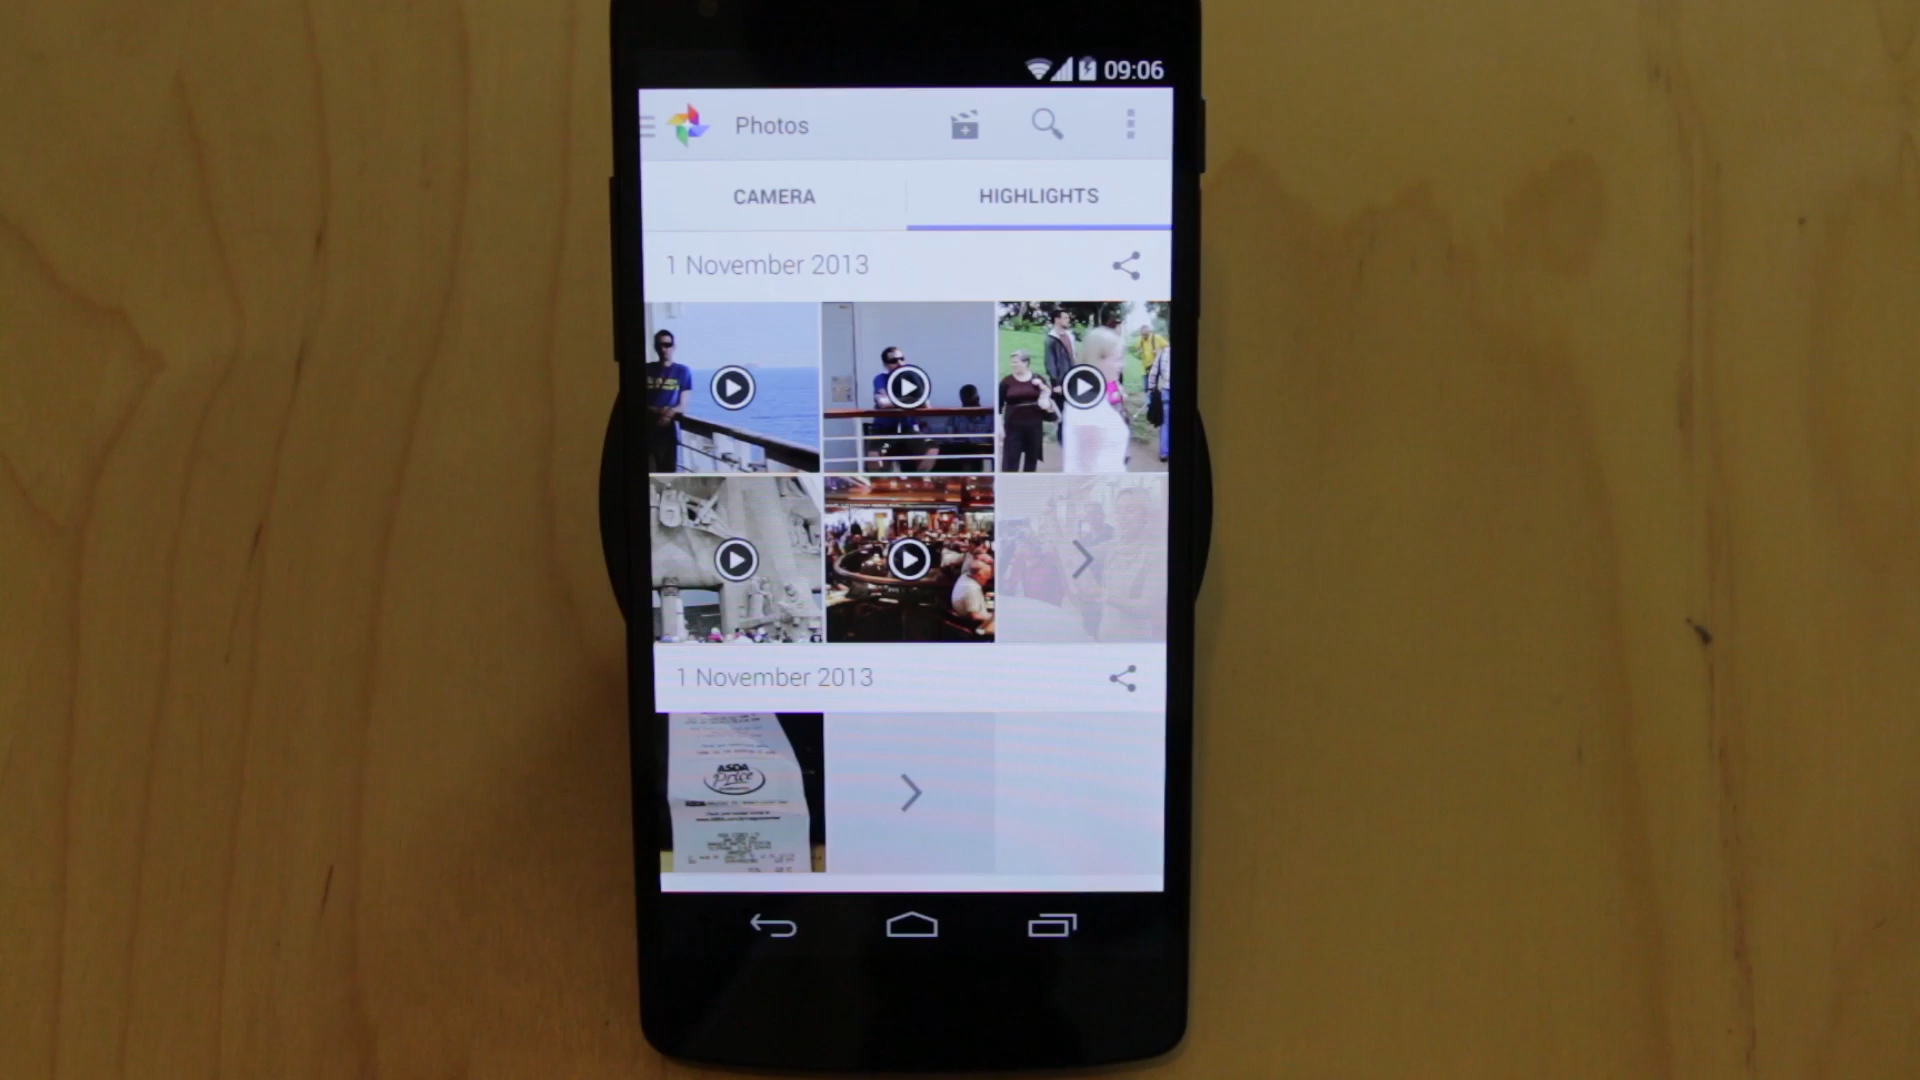 09:06
Photos
CAMERA
HIGHLIGHTS
1 November 2013
1 November 2013
ASDA
Price